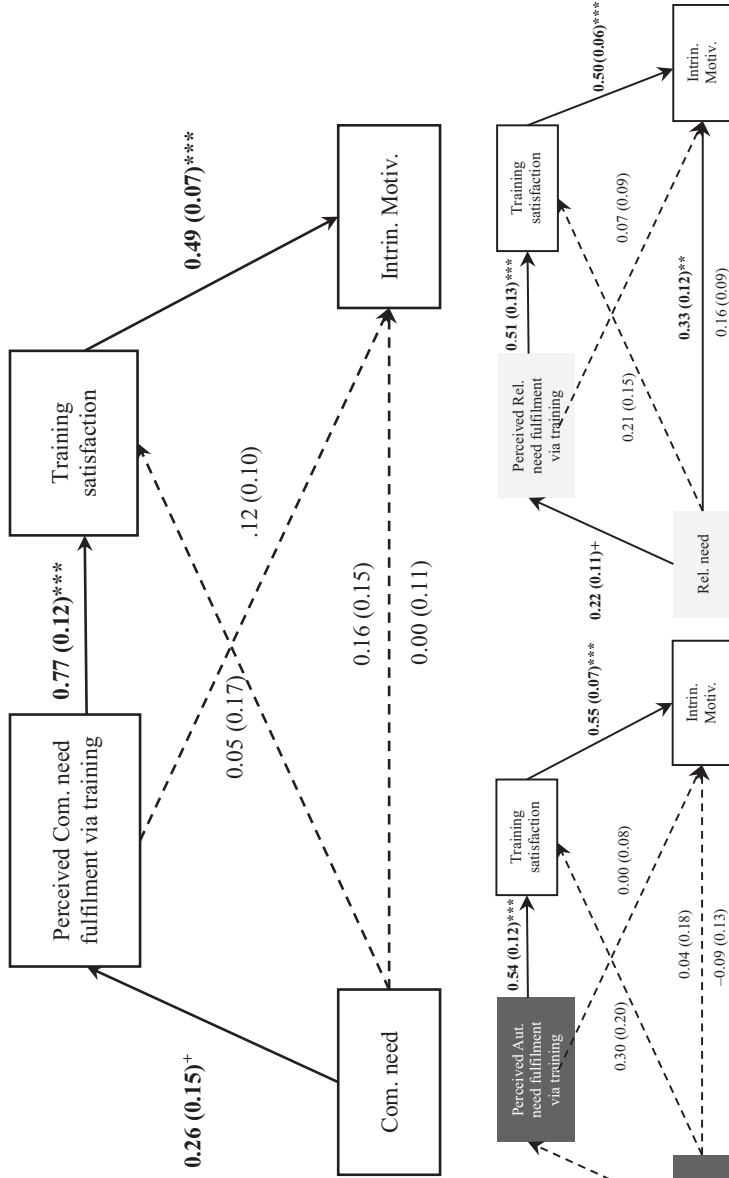 0.26 (0.15)+
Perceived Com. need
fulfilment via training
0.77 (0.12)***
Training
satisfaction
0.49 (0.07)***
0.05 (0.17)
.12 (0.10)
0.16 (0.15)
0.00 (0.11)
Com. need
Intrin. Motiv.
Perceived Aut.
need fulfilment
via training
0.54 (0.12)***
Training
satisfaction
0.55 (0.07)***
0.30 (0.20)
0.00 (0.08)
0.04 (0.18)
–0.09 (0.13)
Intrin.
Motiv.
0.22 (0.11)+
Perceived Rel.
need fulfilment
via training
0.51 (0.13)***
Training
satisfaction
0.50 (0.06)***
0.21 (0.15)
0.07 (0.09)
0.33 (0.12)**
0.16 (0.09)
Rel. need
Intrin.
Motiv.